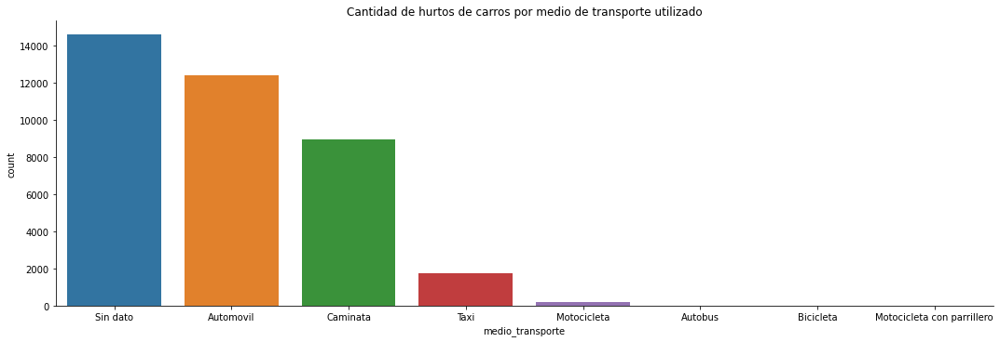 Cantidad de hurtos de carros por medio de transporte utilizado
14000
12000
10000
8000
6000
4000
2000
0
count
Sin dato Automovil Caminata Taxi Motocicleta Autobus Bicicleta Motocicleta con parrillero
medio_transporte